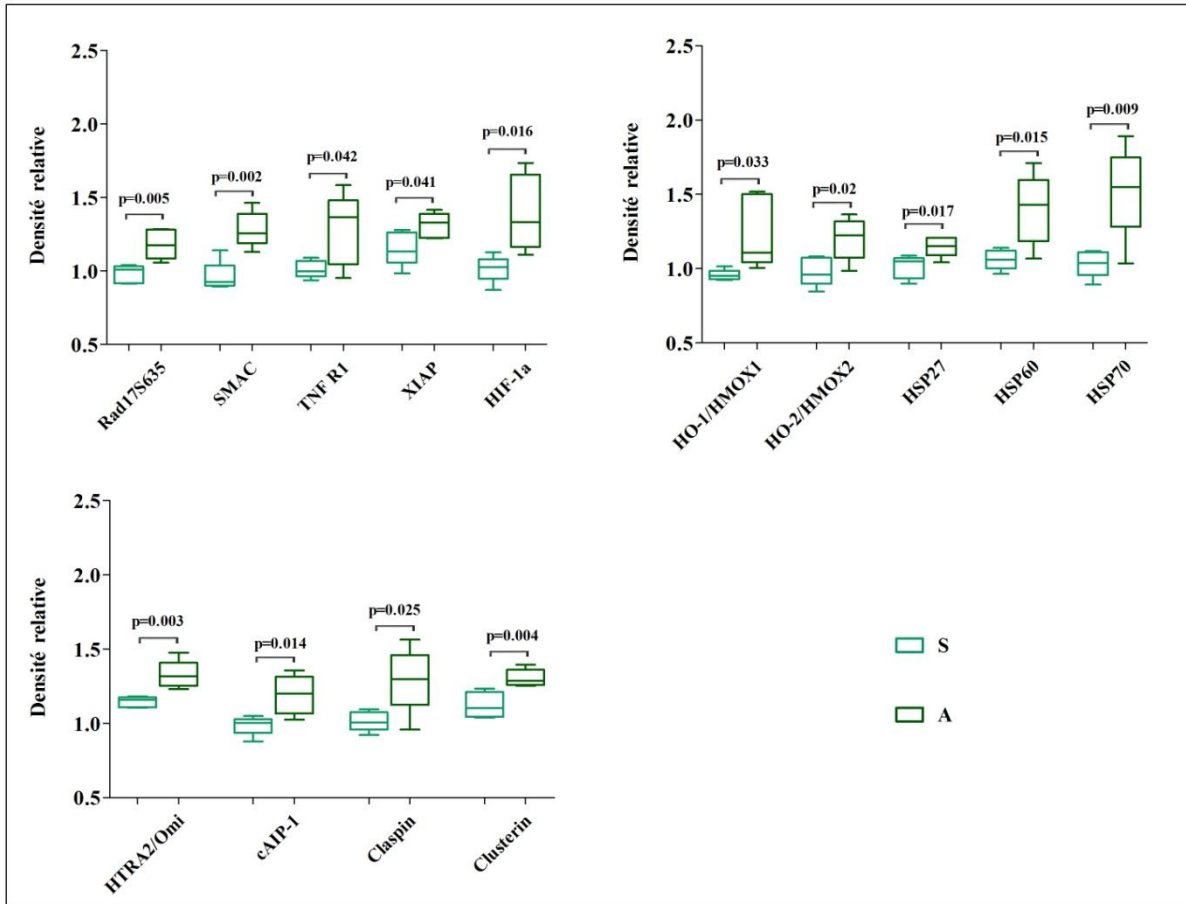 2.5
2.0
1.5
1.0
0.5
Densité relative
p=0.005
p=0.002
p=0.042
p=0.041
p=0.016
Rad17S635
SMAC
TNF R1
XIAP
HIF-1a
2.5
2.0
1.5
1.0
0.5
Densité relative
p=0.033
p=0.02
p=0.017
p=0.015
p=0.009
HO-1/HMOX1
HO-2/HMOX2
HSP27
HSP60
HSP70
2.5
2.0
1.5
1.0
0.5
Densité relative
p=0.003
p=0.014
p=0.025
p=0.004
HTRA2/Omi
cAIP-1
Claspin
Clusterin
S
A